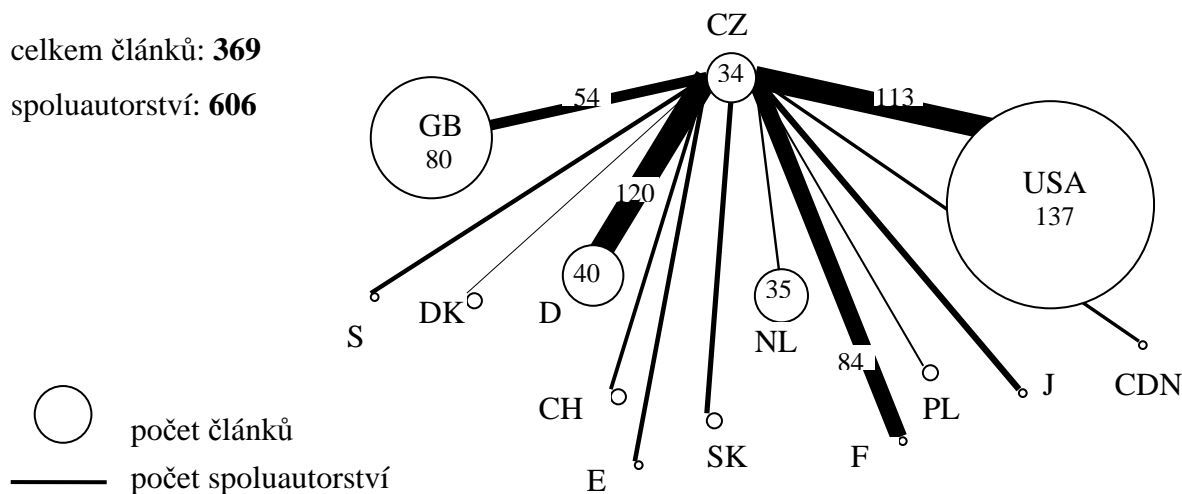 CZ
celkem článků: 369
34
spoluautorství: 606
54
113
GB
80
USA
137
120
40
35
S
DK
D
NL
84
CH
PL
J
CDN
počet článků
SK
F
E
počet spoluautorství